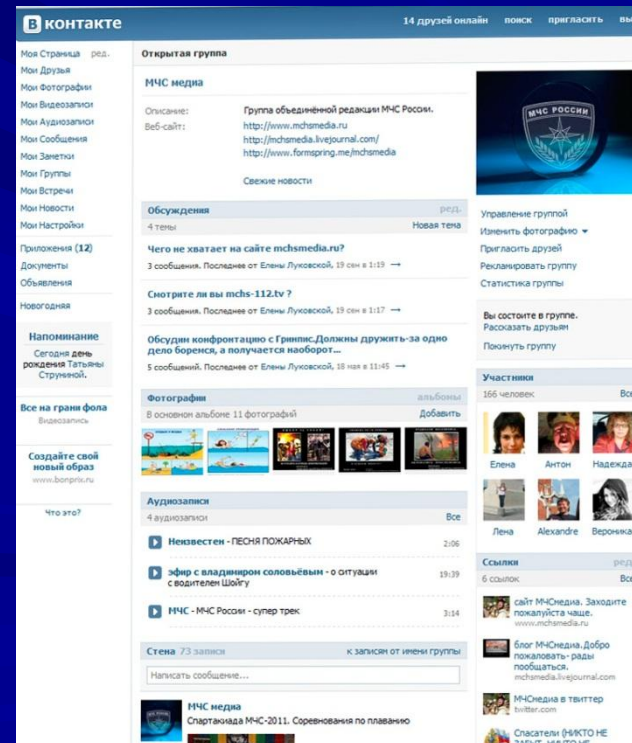 В контакте
14 друзей онлайн поиск пригласить
Моя Страница ред.
Мои Друзья
Мои Фотографии
Мои Видеозаписи
Мои Аудиозаписи
Мои Сообщения
Мои Заметки
Мои Группы
Мои Встречи
Мои Новости
Мои Настройки
Приложения (12)
Документы
Объявления
Новогодняя
Напоминание
Сегодня день
рождения Татьяны
Струниной.
Все на грани фола
Видеозапись
Создайте свой
новый образ
www.bonprix.ru
Что это?
Открытая группа
МЧС медиа
Описание: Группа объединённой редакции МЧС России.
Веб-сайт: http://www.mchsmedia.ru
http://mchsmedia.livejournal.com/
http://www.formspring.me/mchsmedia
Свежие новости
Обсуждения ред.
4 темы Новая тема
Чего не хватает на сайте mchsmedia.ru?
3 сообщения. Последнее от Елены Луковской, 19 сен в 1:19 →
Смотрите ли вы mchs-112.tv ?
3 сообщения. Последнее от Елены Луковской, 19 сен в 1:17 →
Обсудим конфронтацию с Гринпис.Должны дружить-за одно
дело боремся, а получается наоборот...
5 сообщений. Последнее от Елены Луковской, 18 мая в 11:45 →
Фотографии альбомы
В основном альбоме 11 фотографий Добавить
Аудиозаписи
4 аудиозаписи Все
Неизвестен - ПЕСНЯ ПОЖАРНЫХ 2:06
эфир с владимиром соловьёвым - о ситуации
с водителем Шойгу 19:39
МЧС - МЧС России - супер трек 3:14
Стена 73 записи к записям от имени группы
Написать сообщение...
МЧС медиа
Спартакиада МЧС-2011. Соревнования по плаванию
МЧС РОССИИ
Управление группой
Изменить фотографию
Пригласить друзей
Рекламировать группу
Статистика группы
Вы состоите в группе.
Рассказать друзьям
Покинуть группу
Участники
166 человек Все
Елена Антон Надежда
Лена Alexandre Вероника
Ссылки ред.
6 ссылок Все
сайт МЧСмедиа. Заходите
пожалуйста чаще.
www.mchsmedia.ru
блог МЧСмедиа.Добро
пожаловать- рады
пообщаться.
mchsmedia.livejournal.com
МЧСмедиа в твиттер
twitter.com
Спасатели (НИКТО НЕ